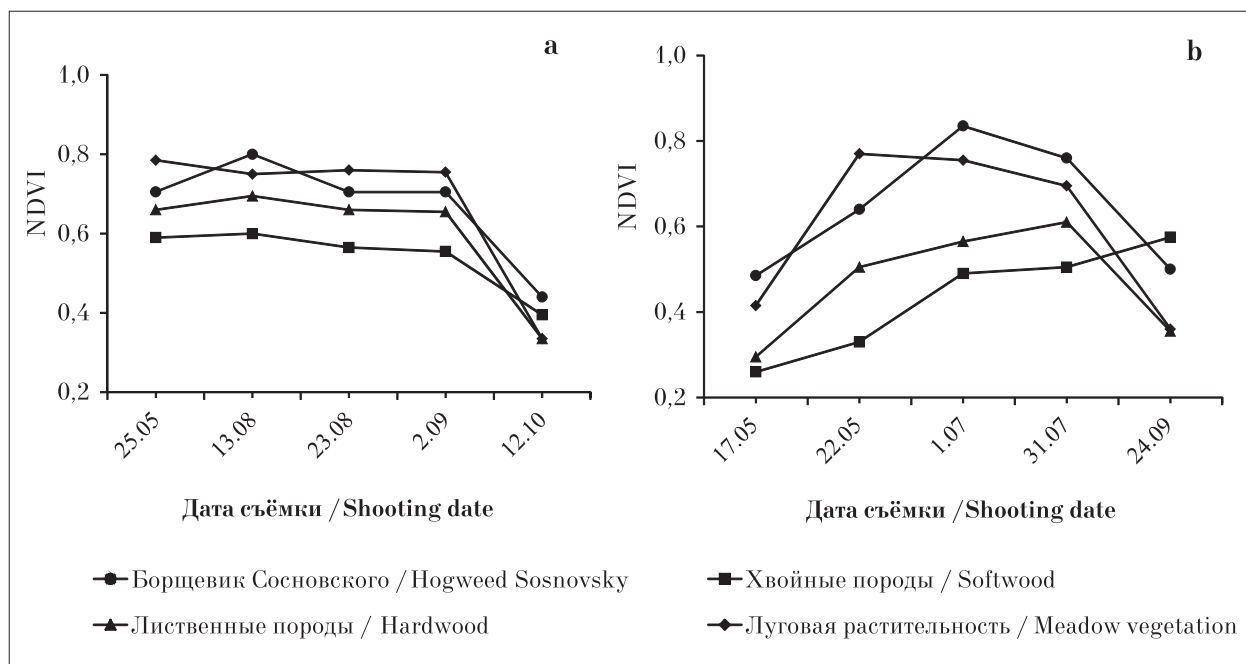 a
NDVI
1,0
0,8
0,6
0,4
0,2
25.05
13.08
23.08
2.09
12.10
Дата съёмки / Shooting date
b
NDVI
1,0
0,8
0,6
0,4
0,2
17.05
22.05
1.07
31.07
24.09
Дата съёмки / Shooting date
Борщевик Сосновского / Hogweed Sosnovsky
Хвойные породы / Softwood
Лиственные породы / Hardwood
Луговая растительность / Meadow vegetation